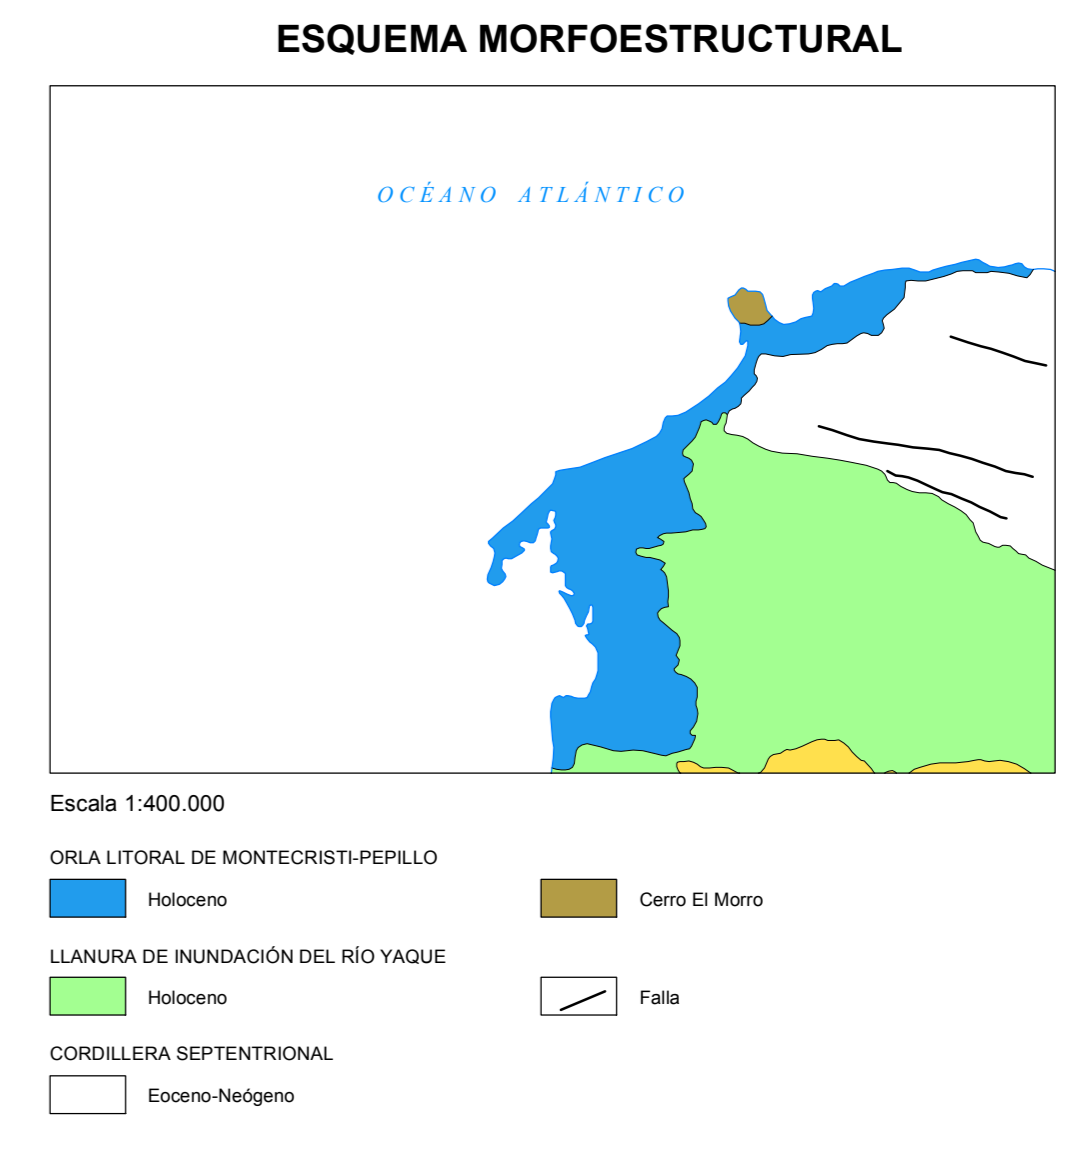 ESQUEMA MORFOESTRUCTURAL
OCÉANO ATLÁNTICO
Escala 1:400.000
ORLA LITORAL DE MONTECRISTI-PEPILLO
Holoceno
Cerro El Morro
LLANURA DE INUNDACIÓN DEL RÍO YAQUE
Holoceno
Falla
CORDILLERA SEPTENTRIONAL
Eoceno-Neógeno